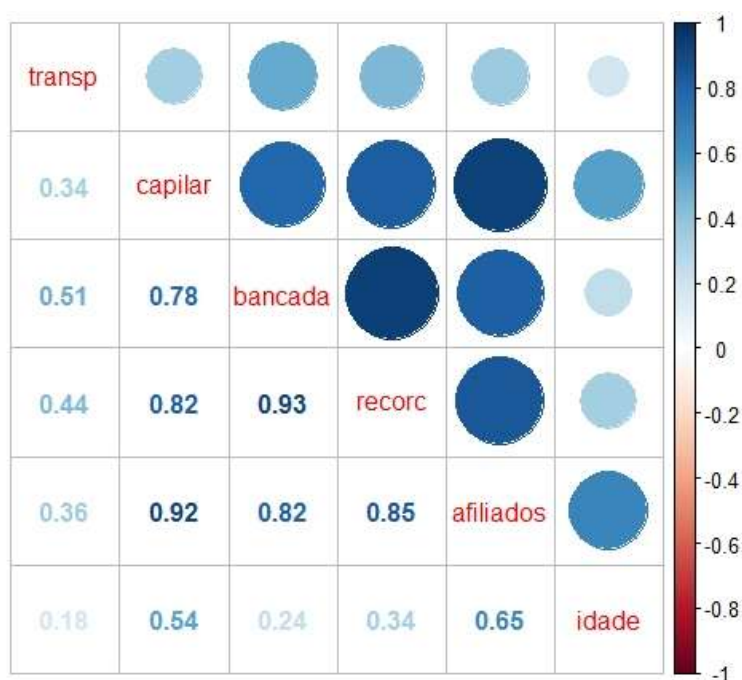 transp
0.34 capilar
0.51 0.78 bancada
0.44 0.82 0.93 recorc
0.36 0.92 0.82 0.85 afiliados
0.18 0.54 0.24 0.34 0.65 idade
1
0.8
0.6
0.4
0.2
0
-0.2
-0.4
-0.6
-0.8
-1